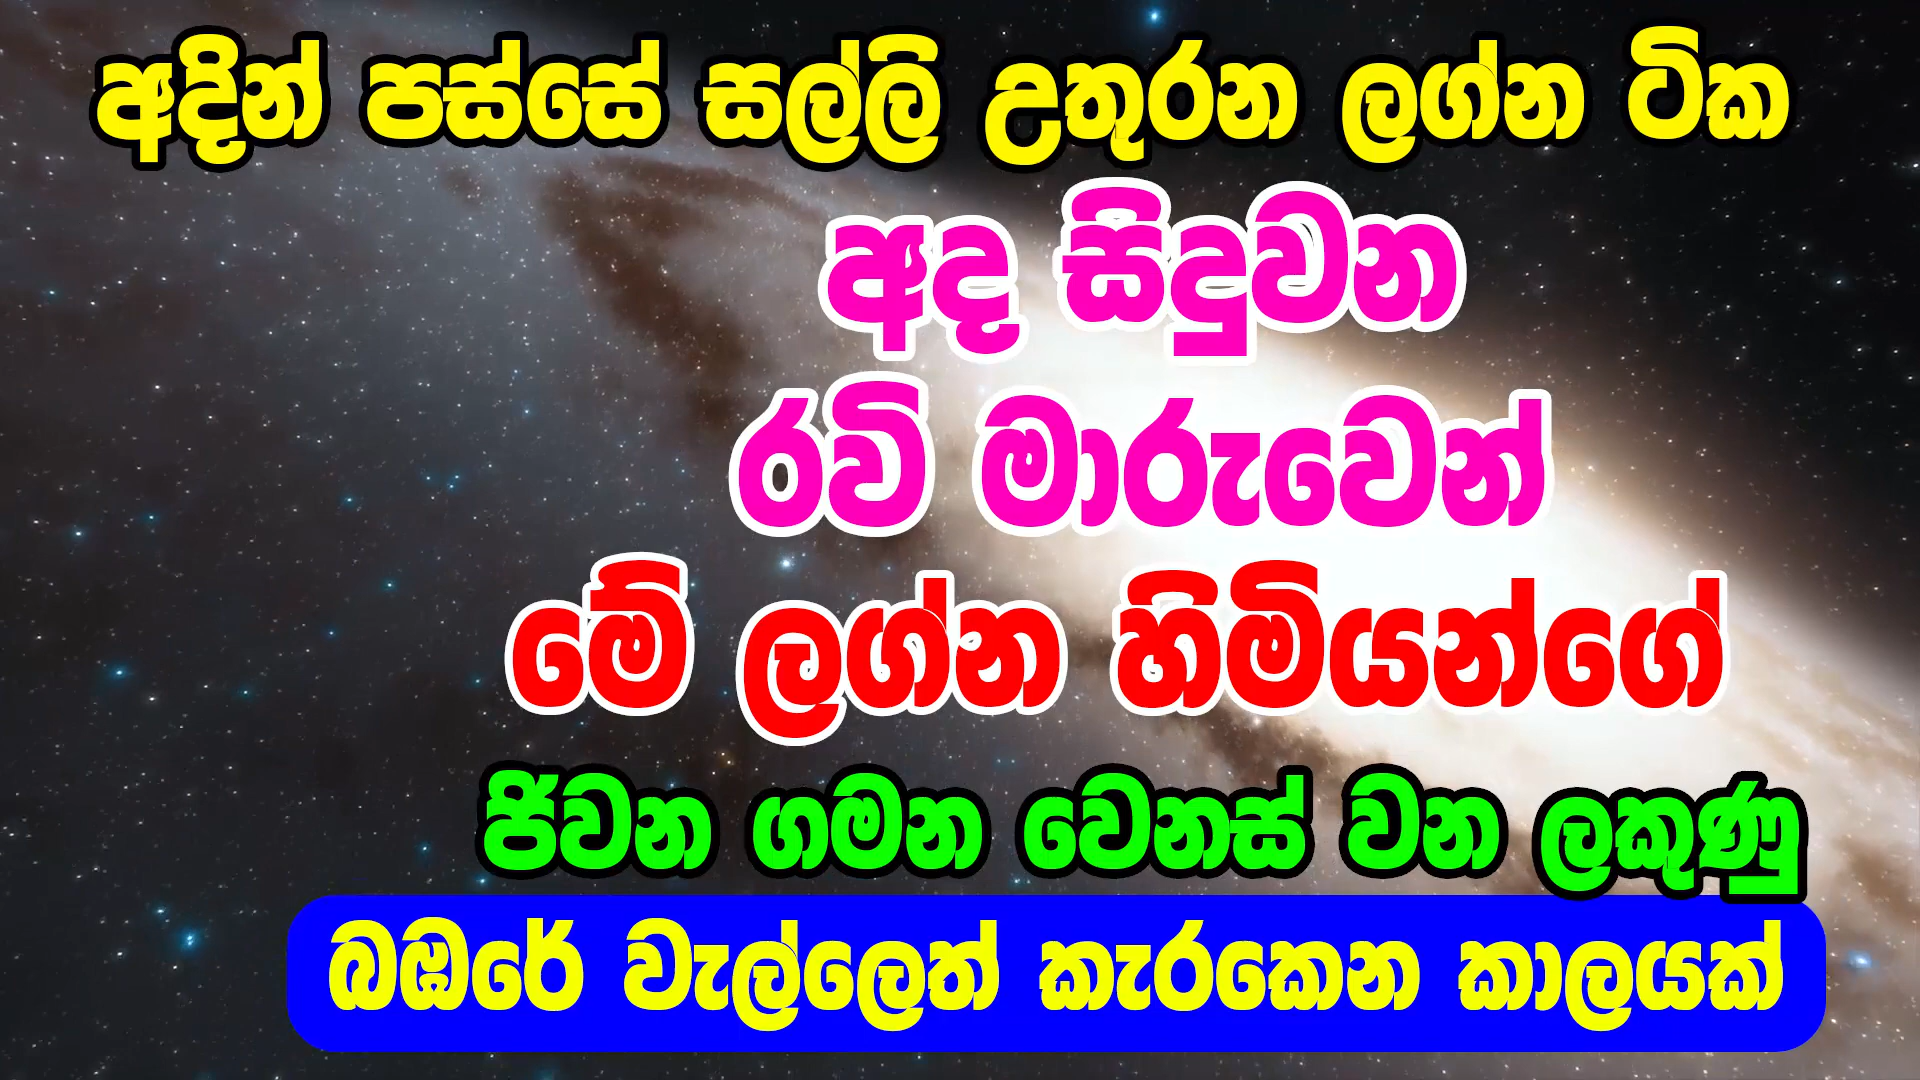 අදින් පස්සේ සල්ලි උතුරන ලග්න ටික
අද සිදුවන
රවි මාරුවෙන්
මේ ලග්න හිමියන්ගේ
ජිවන ගමන වෙනස් වන ලකුණු
බඹරේ වැල්ලෙත් කැරකෙන කාලයක්